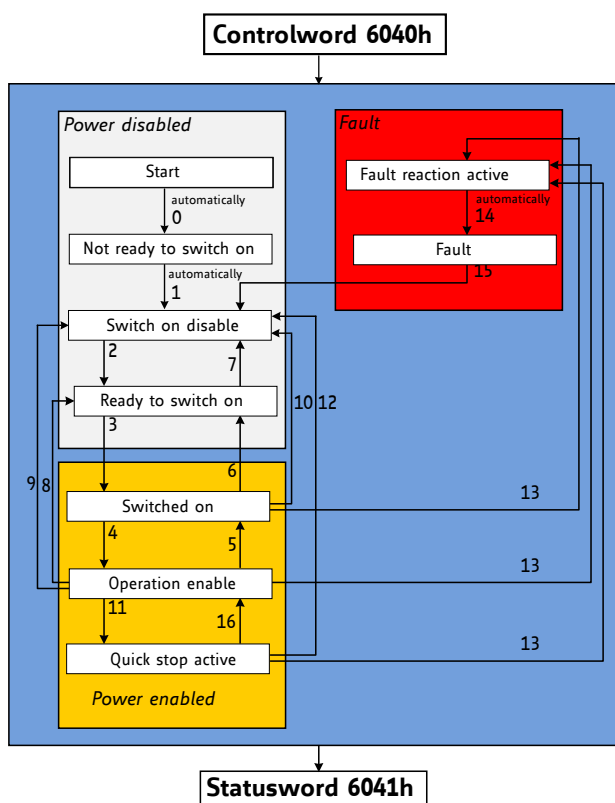 Controlword 6040h
Power disabled
Fault
Start
automatically
0
Fault reaction active
automatically
14
Not ready to switch on
Fault
automatically
1
15
Switch on disable
2
7
Ready to switch on
10
12
3
9
8
6
Switched on
13
4
5
Operation enable
13
11
16
Quick stop active
13
Power enabled
Statusword 6041h